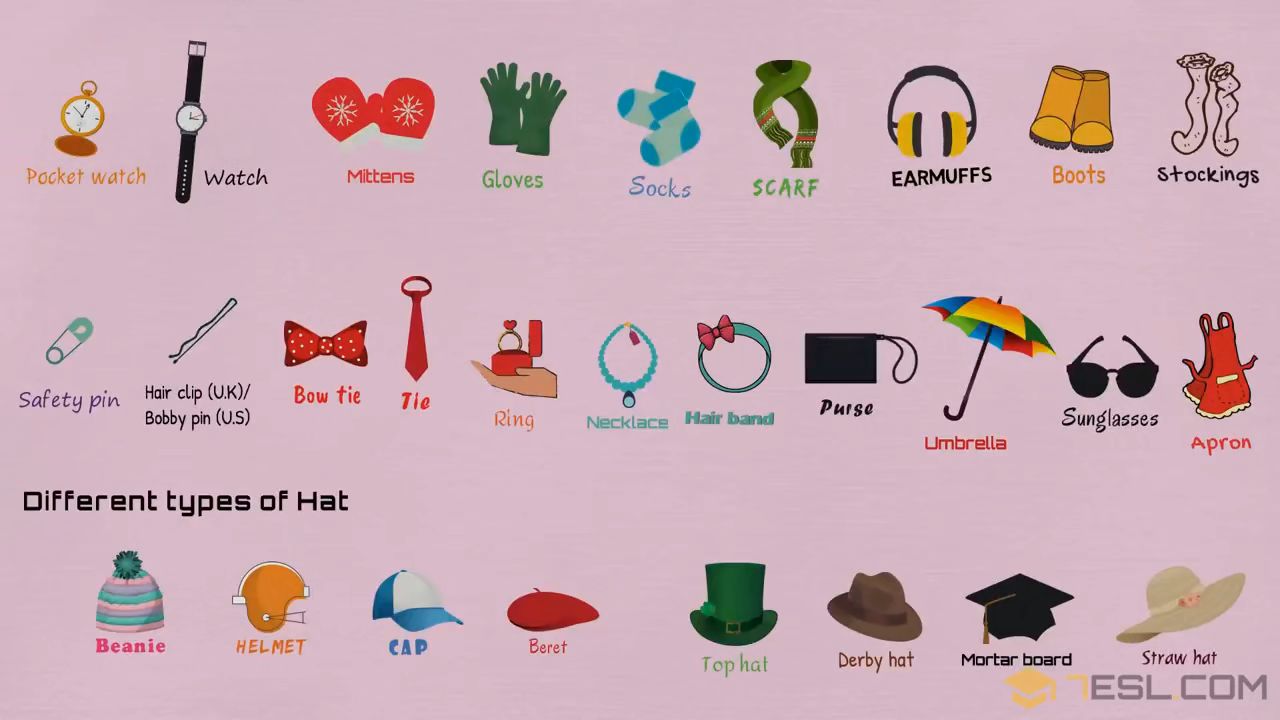 Pocket watch
Watch
Mittens
Gloves
Socks
SCARF
EARMUFFS
Boots
Stockings
Safety pin
Hair clip (U.K)/
Bobby pin (U.S)
Bow tie
Tie
Ring
Necklace
Hair band
Purse
Umbrella
Sunglasses
Apron
Different types of Hat
Beanie
HELMET
CAP
Beret
Top hat
Derby hat
Mortar board
Straw hat
7ESL.COM